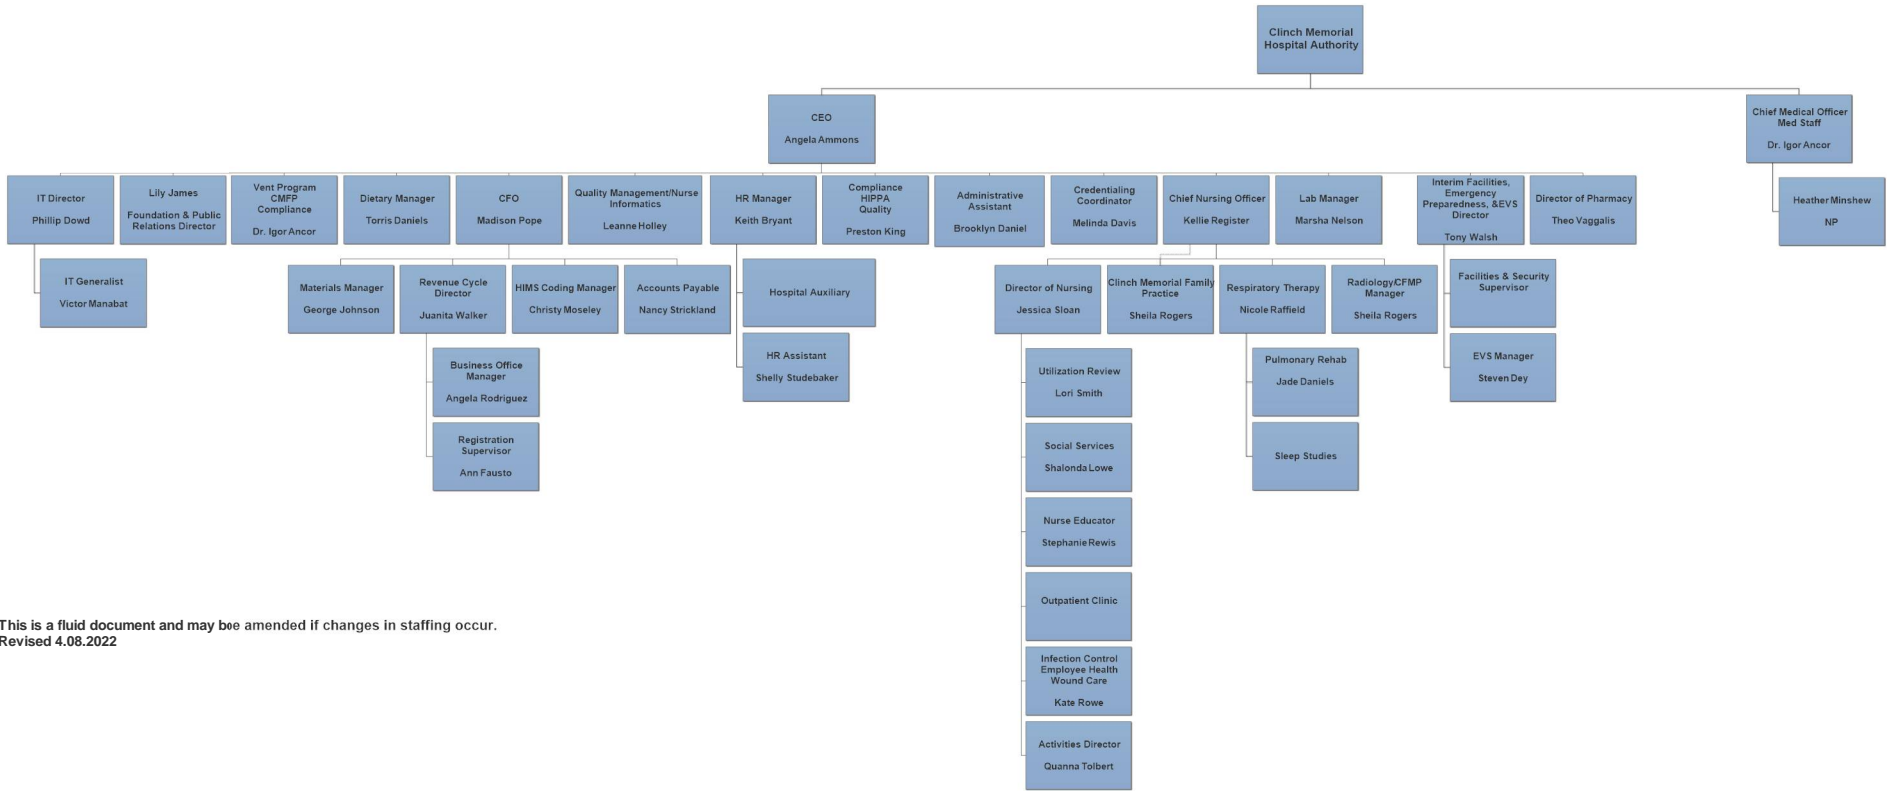 Clinch Memorial
Hospital Authority
CEO
Angela Ammons
Chief Medical Officer
Med Staff
Dr. Igor Ancor
IT Director
Phillip Dowd
Lily James
Foundation & Public
Relations Director
Vent Program
CMFP
Compliance
Dr. Igor Ancor
Dietary Manager
Torris Daniels
CFO
Madison Pope
Quality Management/Nurse
Informatics
Leanne Holley
HR Manager
Keith Bryant
Compliance
HIPPA
Quality
Preston King
Administrative
Assistant
Brooklyn Daniel
Credentialing
Coordinator
Melinda Davis
Chief Nursing Officer
Kellie Register
Lab Manager
Marsha Nelson
Interim Facilities,
Emergency
Preparedness, &EVS
Director
Tony Walsh
Director of Pharmacy
Theo Vaggalis
Heather Minshew
NP
IT Generalist
Victor Manabat
Materials Manager
George Johnson
Revenue Cycle
Director
Juanita Walker
HIMS Coding Manager
Christy Moseley
Accounts Payable
Nancy Strickland
Hospital Auxiliary
Director of Nursing
Jessica Sloan
Clinch Memorial Family
Practice
Sheila Rogers
Respiratory Therapy
Nicole Raffield
Radiology/CFMP
Manager
Sheila Rogers
Facilities & Security
Supervisor
Business Office
Manager
Angela Rodriguez
HR Assistant
Shelly Studebaker
Utilization Review
Lori Smith
Pulmonary Rehab
Jade Daniels
EVS Manager
Steven Dey
Registration
Supervisor
Ann Fausto
Social Services
Shalonda Lowe
Sleep Studies
Nurse Educator
Stephanie Rewis
Outpatient Clinic
Infection Control
Employee Health
Wound Care
Kate Rowe
Activities Director
Quanna Tolbert
This is a fluid document and may bee amended if changes in staffing occur.
Revised 4.08.2022